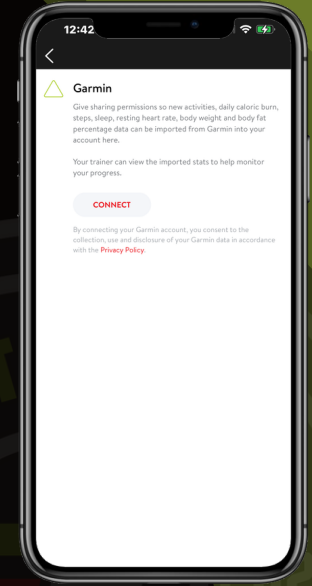 12:42
Garmin
Give sharing permissions so new activities, daily caloric burn,
steps, sleep, resting heart rate, body weight and body fat
percentage data can be imported from Garmin into your
account here.
Your trainer can view the imported stats to help monitor
your progress.
CONNECT
By connecting your Garmin account, you consent to the
collection, use and disclosure of your Garmin data in accordance
with the Privacy Policy.